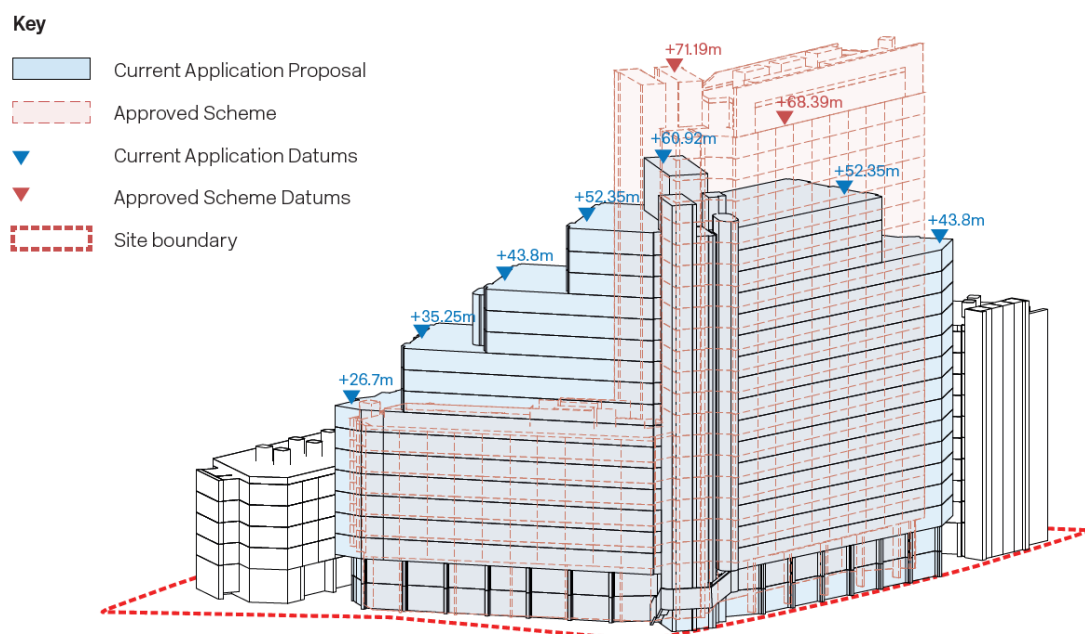 Key
Current Application Proposal
Approved Scheme
Current Application Datums
Approved Scheme Datums
Site boundary
+71.19m
+68.39m
+60.92m
+52.35m
+52.35m
+43.8m
+43.8m
+35.25m
+26.7m